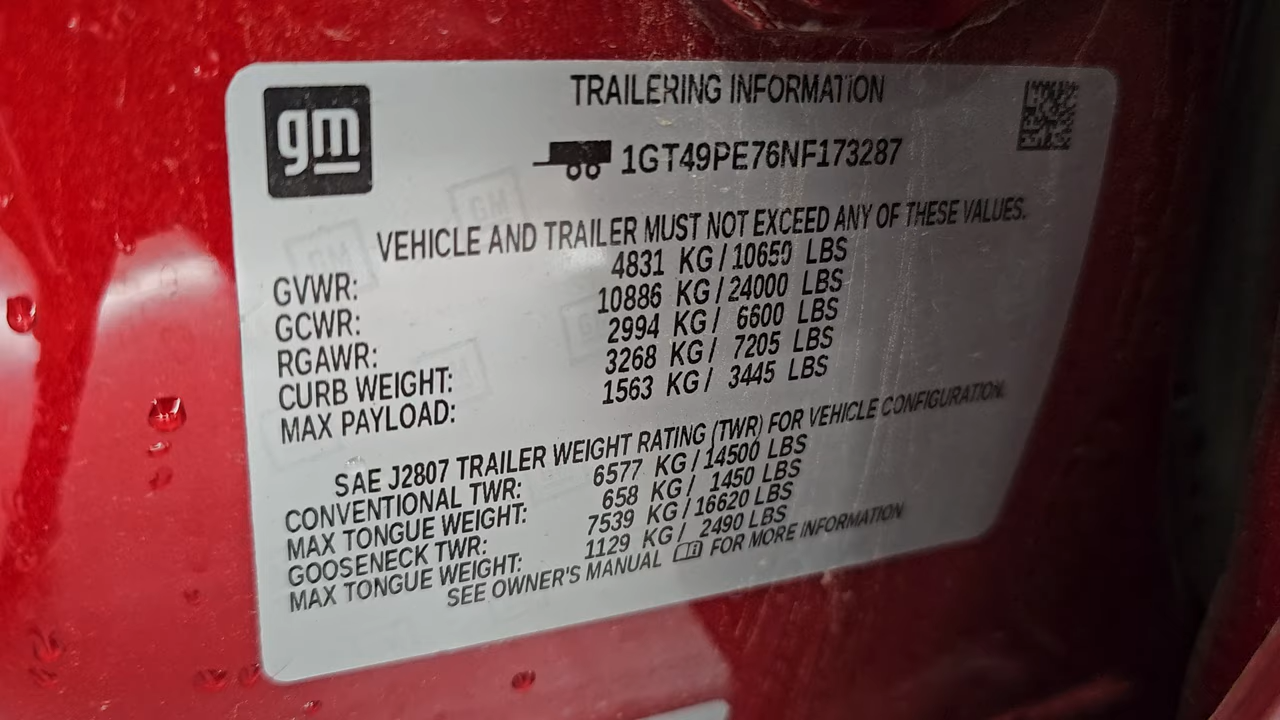 gm
TRAILERING INFORMATION
1GT49PE76NF173287
VEHICLE AND TRAILER MUST NOT EXCEED ANY OF THESE VALUES.
GVWR: 4831 KG / 10650 LBS
GCWR: 10886 KG / 24000 LBS
RGAWR: 2994 KG / 6600 LBS
CURB WEIGHT: 3268 KG / 7205 LBS
MAX PAYLOAD: 1563 KG / 3445 LBS
SAE J2807 TRAILER WEIGHT RATING (TWR) FOR VEHICLE CONFIGURATION.
CONVENTIONAL TWR: 6577 KG / 14500 LBS
MAX TONGUE WEIGHT: 658 KG / 1450 LBS
GOOSENECK TWR: 7539 KG / 16620 LBS
MAX TONGUE WEIGHT: 1129 KG / 2490 LBS
SEE OWNER'S MANUAL FOR MORE INFORMATION